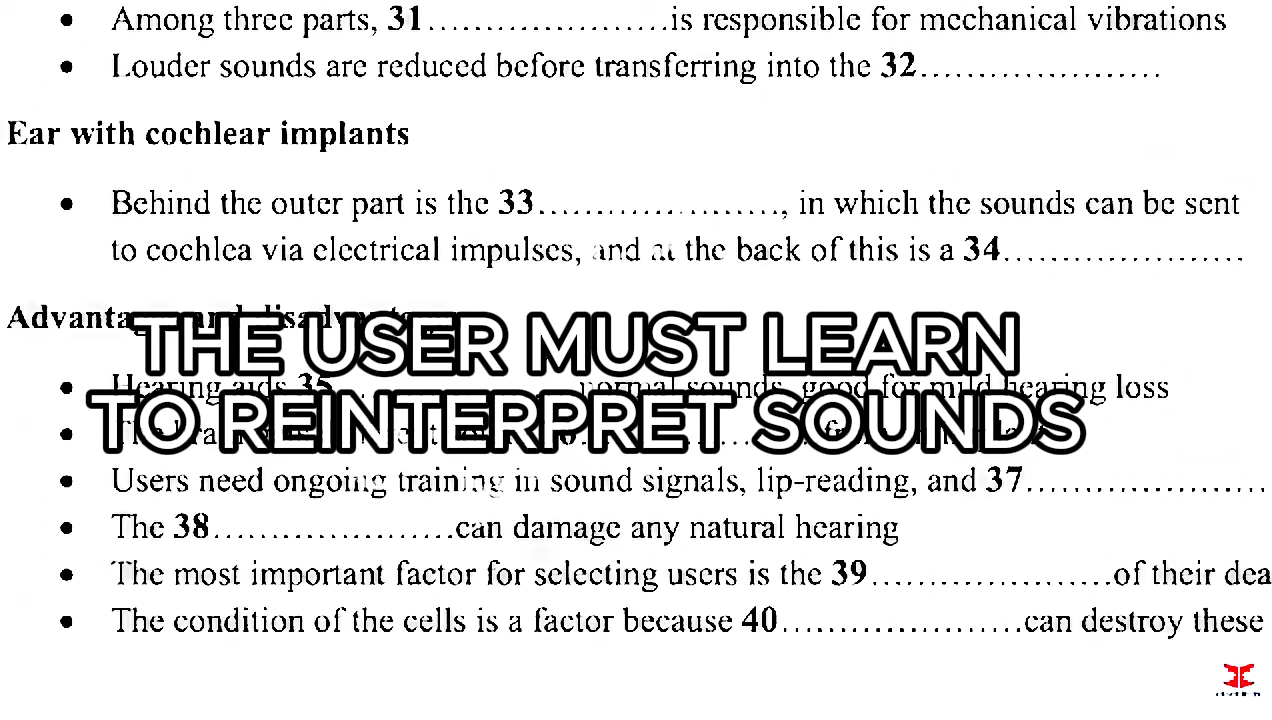 • Among three parts, 31.....................is responsible for mechanical vibrations
• Louder sounds are reduced before transferring into the 32.....................
Ear with cochlear implants
• Behind the outer part is the 33....................., in which the sounds can be sent
to cochlea via electrical impulses, and at the back of this is a 34.....................
THE USER MUST LEARN
• Hearing aids 35..................... normal sounds, good for mild hearing loss
TO REINTERPRET SOUNDS
• Users need ongoing training in sound signals, lip-reading, and 37.....................
• The 38.....................can damage any natural hearing
• The most important factor for selecting users is the 39.....................of their dea
• The condition of the cells is a factor because 40.....................can destroy these